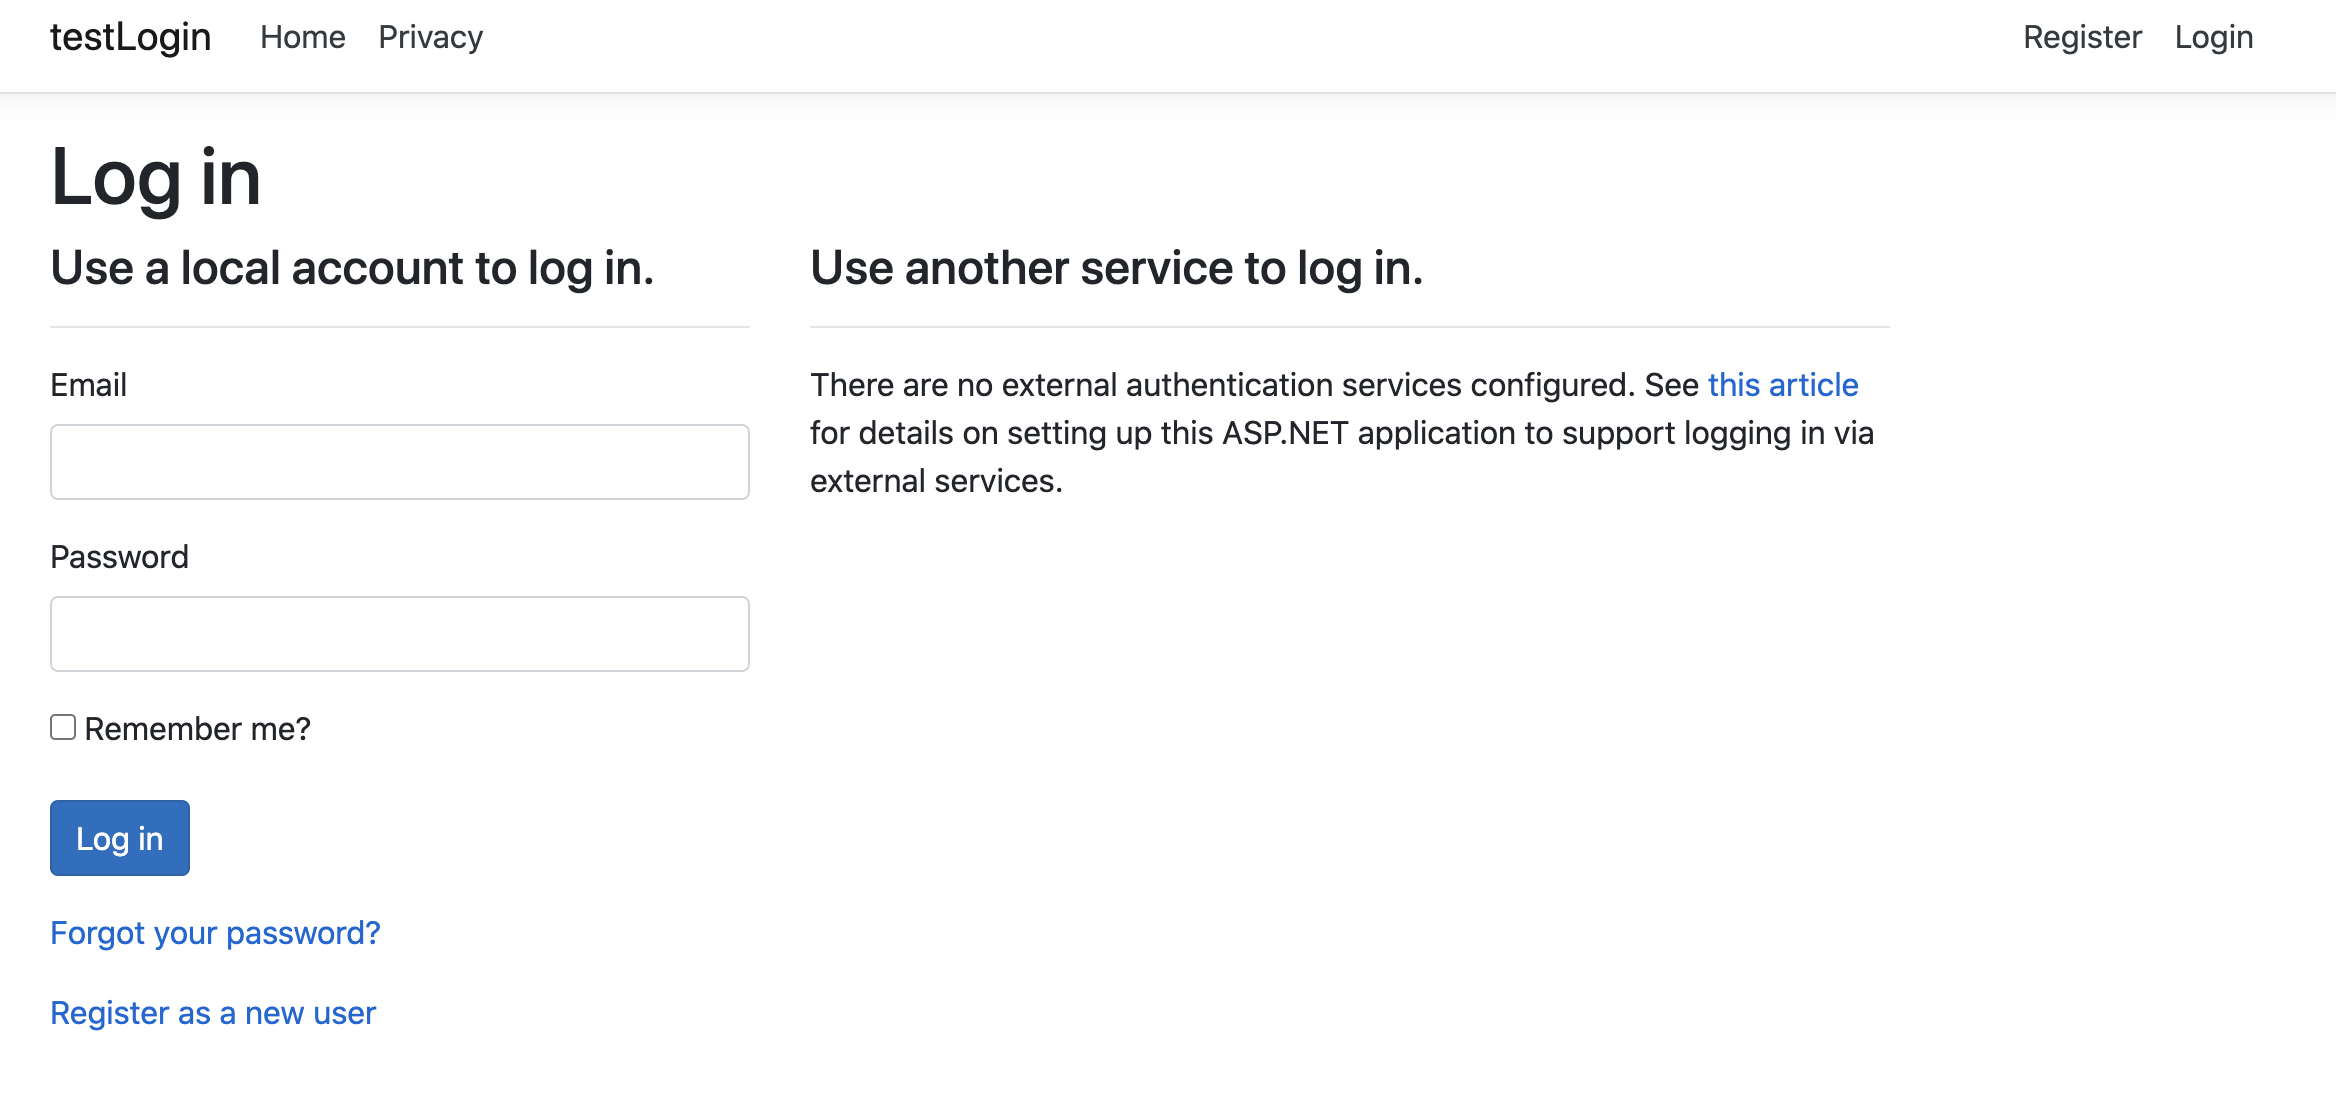 testLogin Home Privacy Register Login
Log in
Use a local account to log in.
Email
Password
Remember me?
Log in
Forgot your password?
Register as a new user
Use another service to log in.
There are no external authentication services configured. See this article
for details on setting up this ASP.NET application to support logging in via
external services.